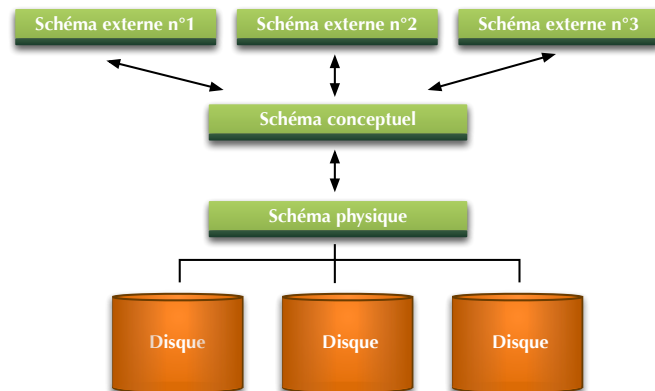 Schéma externe n°1
Schéma externe n°2
Schéma externe n°3
Schéma conceptuel
Schéma physique
Disque
Disque
Disque